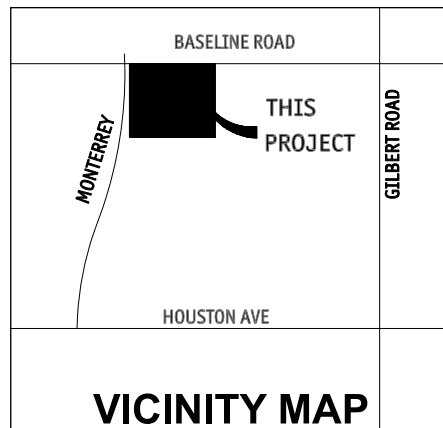 BASELINE ROAD
THIS
PROJECT
MONTERREY
GILBERT ROAD
HOUSTON AVE
VICINITY MAP